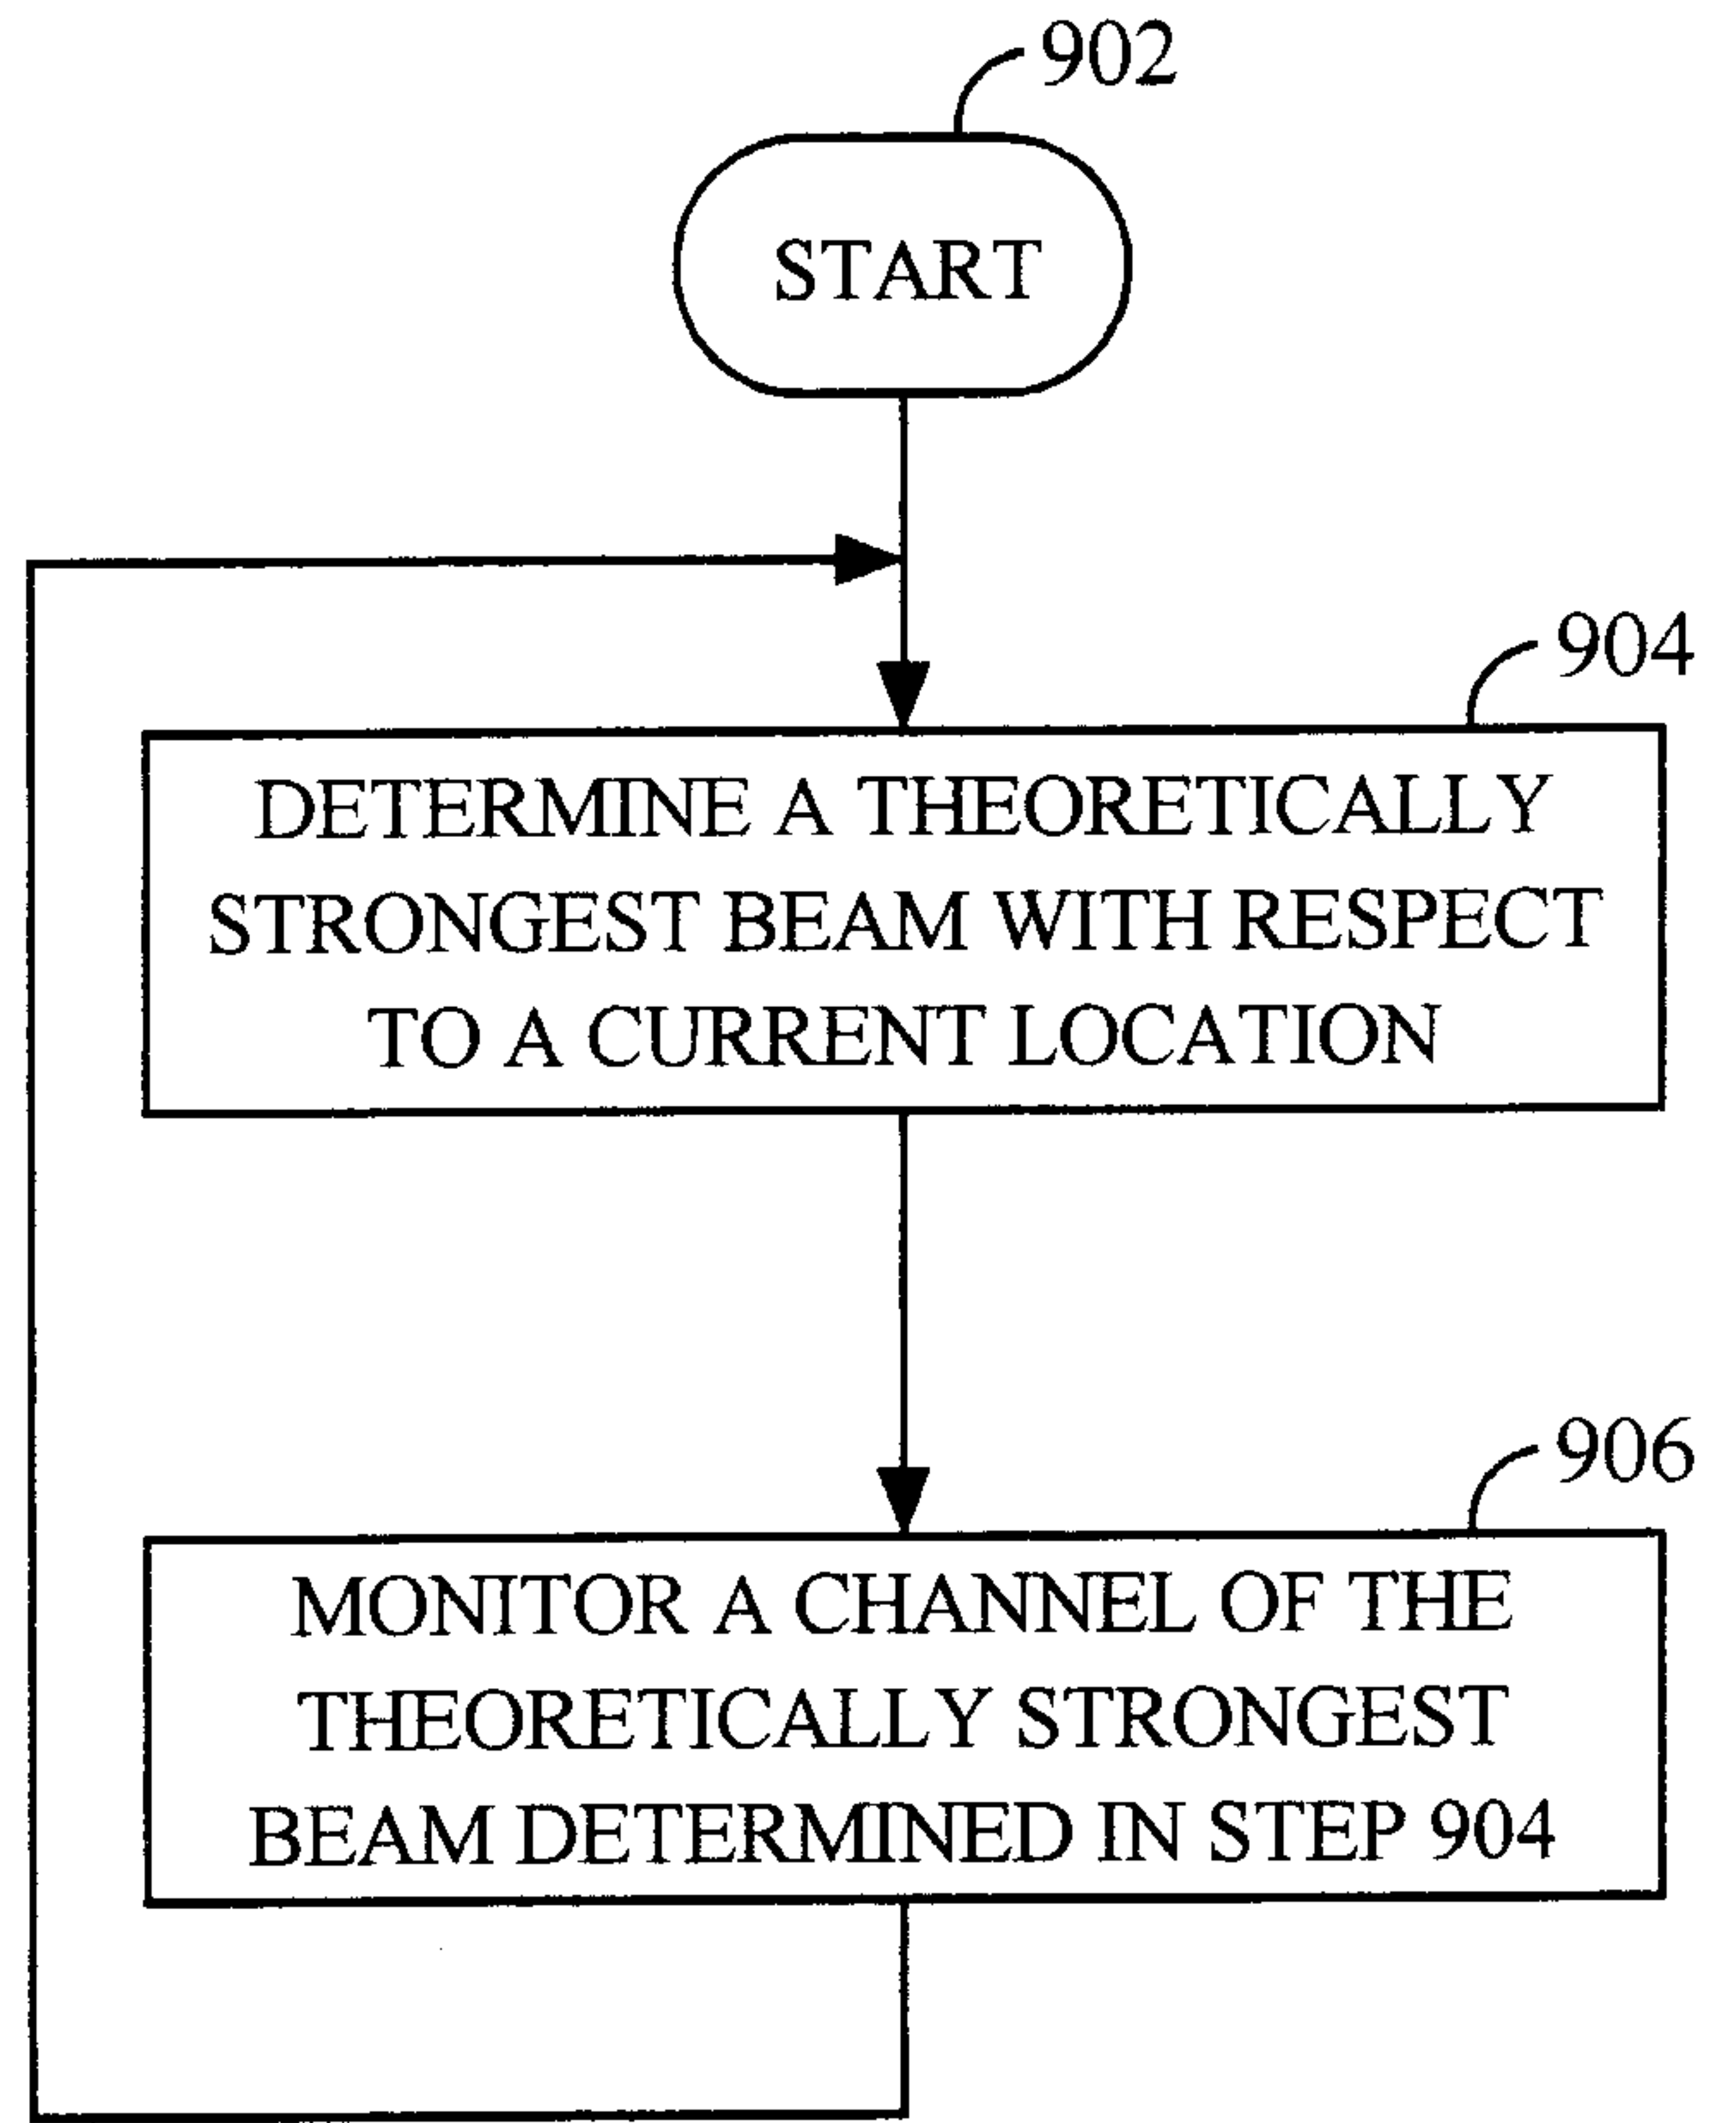 902
START
904
DETERMINE A THEORETICALLY
STRONGEST BEAM WITH RESPECT
TO A CURRENT LOCATION
906
MONITOR A CHANNEL OF THE
THEORETICALLY STRONGEST
BEAM DETERMINED IN STEP 904